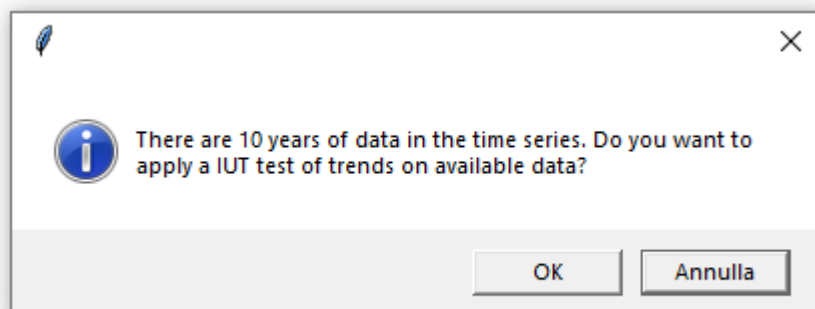 There are 10 years of data in the time series. Do you want to
apply a IUT test of trends on available data?
OK
Annulla